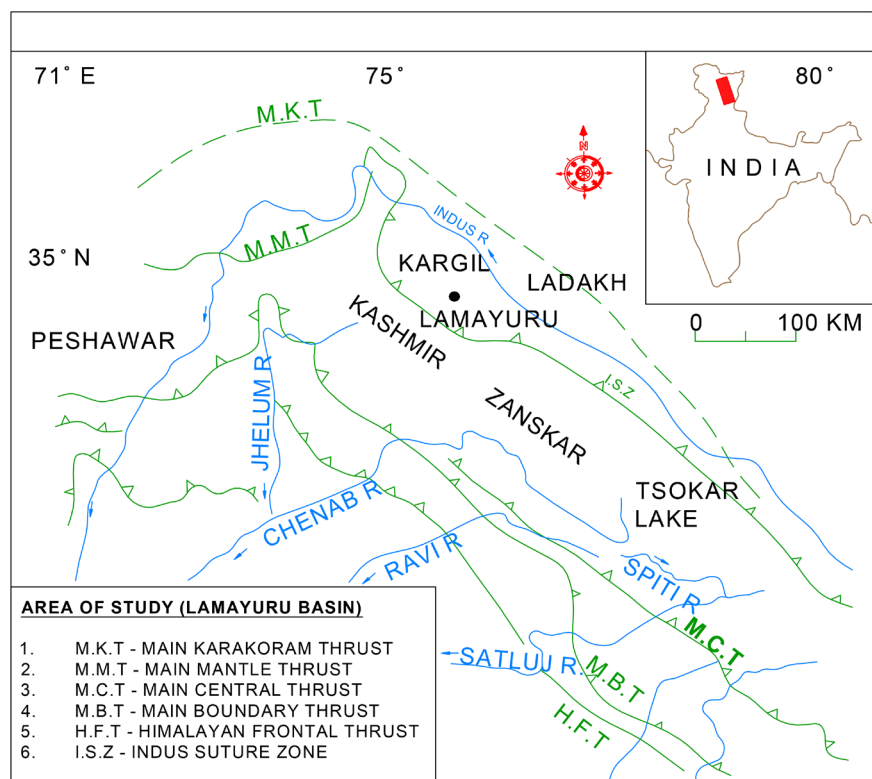 71° E
75°
80°
M.K.T
N
INDIA
INDUS R
M.M.T
35° N
KARGIL
LADAKH
LAMAYURU
KASHMIR
0 100 KM
PESHAWAR
I.S.Z
JHELUM R
ZANSKAR
TSOKAR
LAKE
CHENAB R
RAVI R
SPITI R
M.C.T
SATLUJ R.
M.B.T
H.F.T
AREA OF STUDY (LAMAYURU BASIN)
1. M.K.T - MAIN KARAKORAM THRUST
2. M.M.T - MAIN MANTLE THRUST
3. M.C.T - MAIN CENTRAL THRUST
4. M.B.T - MAIN BOUNDARY THRUST
5. H.F.T - HIMALAYAN FRONTAL THRUST
6. I.S.Z - INDUS SUTURE ZONE